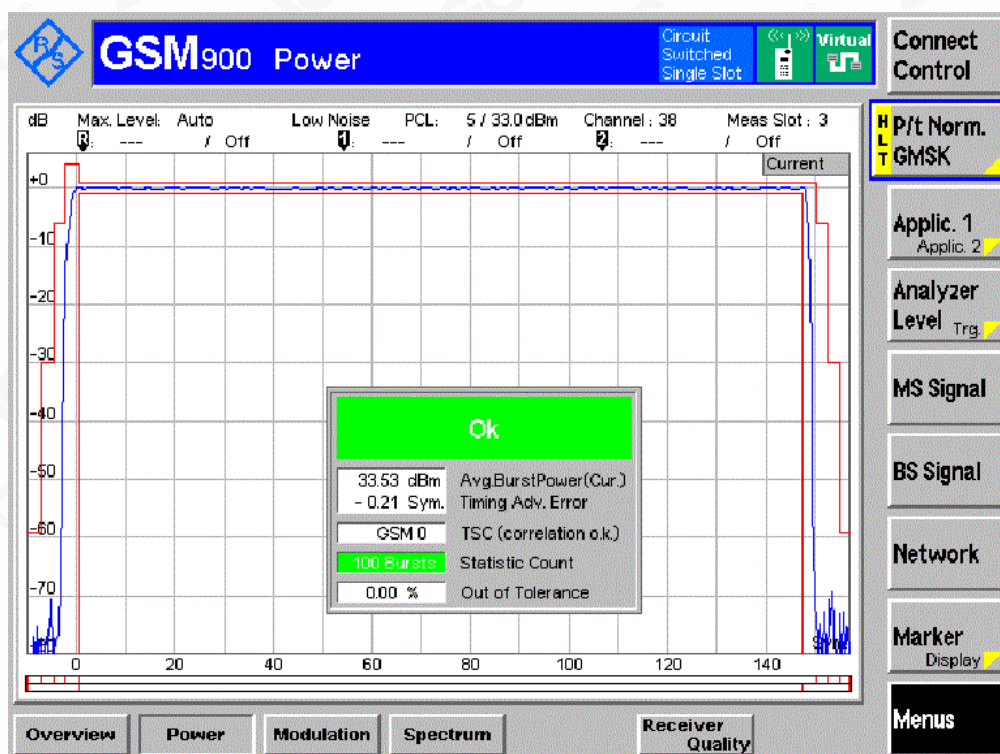 R/S
GSM900 Power
Circuit
Switched
Single Slot
Virtual
Connect
Control
dB Max. Level: Auto Low Noise PCL: 5 / 33.0 dBm Channel : 38 Meas Slot : 3
R: --- / Off 1: --- / Off 2: --- / Off
Current
+0
-10
-20
-30
-40
-50
-60
-70
0 20 40 60 80 100 120 140
Ok
33.53 dBm Avg.BurstPower(Cur.)
- 0.21 Sym. Timing Adv. Error
GSM 0 TSC (correlation o.k.)
100 Bursts Statistic Count
0.00 % Out of Tolerance
HLT
P/t Norm.
GMSK
Applic. 1
Applic. 2
Analyzer
Level Trg.
MS Signal
BS Signal
Network
Marker
Display
Menus
Overview Power Modulation Spectrum Receiver
Quality